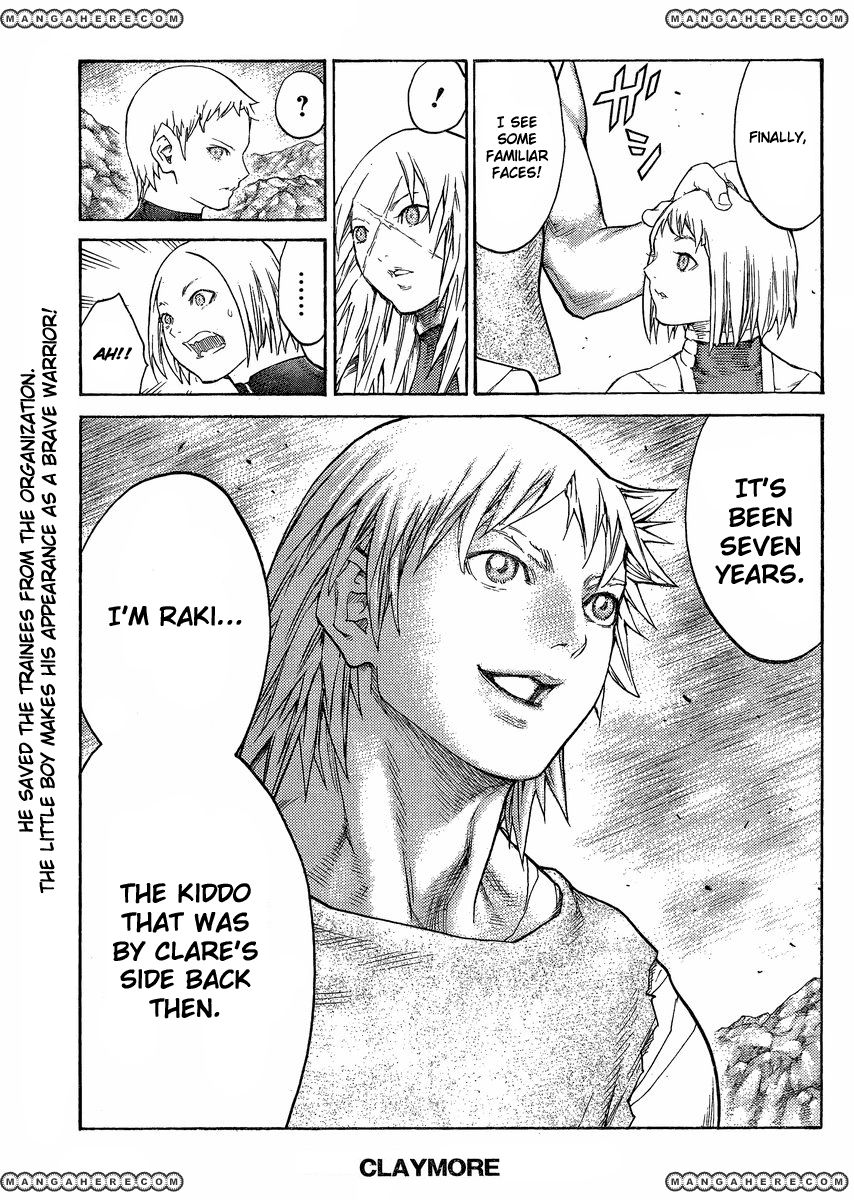 MANGAHERE.COM
MANGAHERE.COM
FINALLY,
I SEE
SOME
FAMILIAR
FACES!
ガシ
!
?
......
AH!!
IT'S
BEEN
SEVEN
YEARS.
I'M RAKI...
THE KIDDO
THAT WAS
BY CLARE'S
SIDE BACK
THEN.
HE SAVED THE TRAINEES FROM THE ORGANIZATION.
THE LITTLE BOY MAKES HIS APPEARANCE AS A BRAVE WARRIOR!
CLAYMORE
MANGAHERE.COM
MANGAHERE.COM